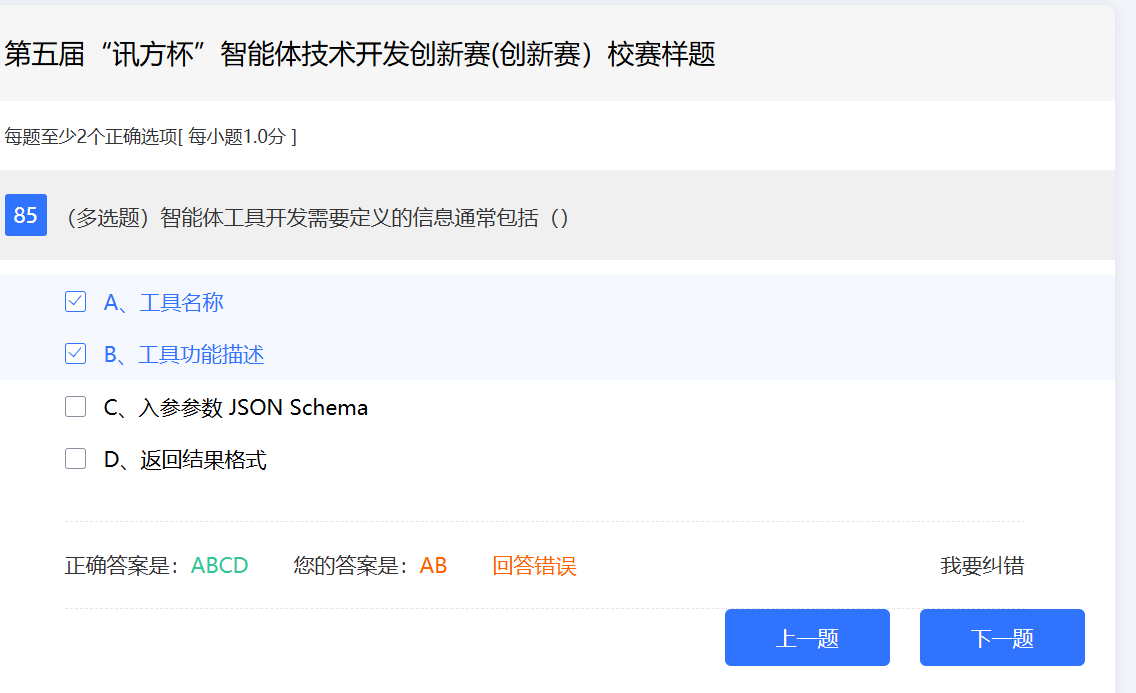 第五届“讯方杯”智能体技术开发创新赛(创新赛）校赛样题
每题至少2个正确选项[ 每小题1.0分 ]
85 （多选题）智能体工具开发需要定义的信息通常包括（）
A、工具名称
B、工具功能描述
C、入参参数 JSON Schema
D、返回结果格式
正确答案是：ABCD 您的答案是：AB 回答错误 我要纠错
上一题 下一题